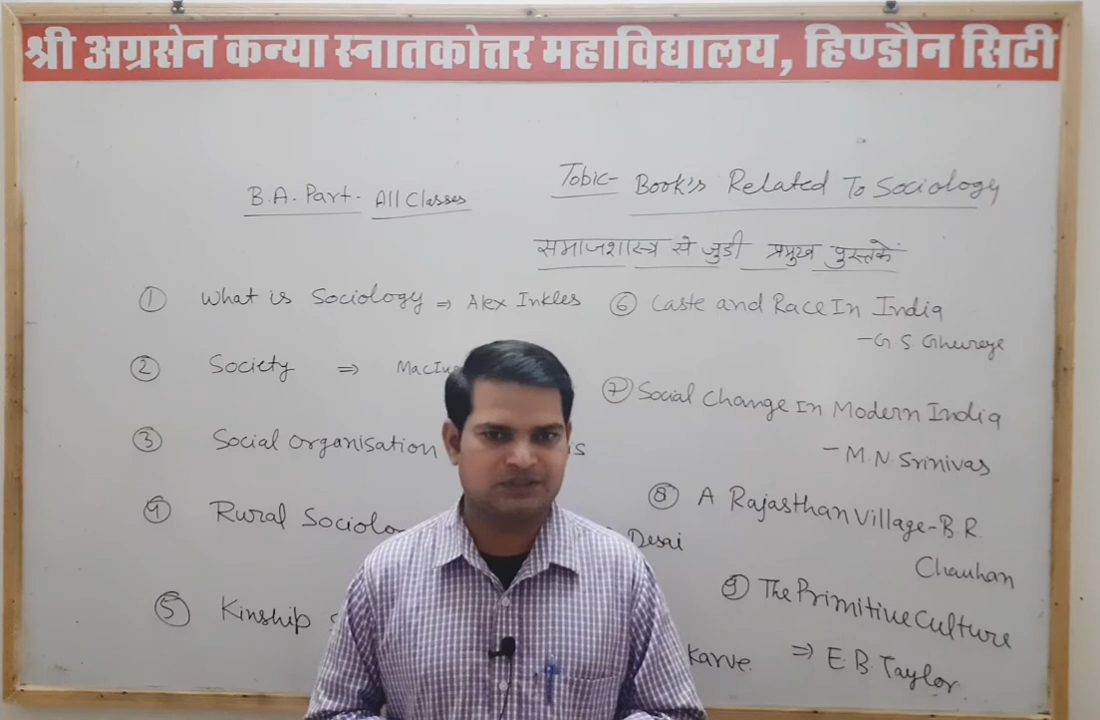 श्री अग्रसेन कन्या स्नातकोत्तर महाविद्यालय, हिण्डौन सिटी
B.A. Part. All Classes
Tobic- Book's Related To Sociology
समाजशास्त्र से जुडी प्रमुख पुस्तकें
① What is Sociology ⇒ Alex Inkles
② Society ⇒
③ Social Organisation
④ Rural Desai
⑤ Kinship Karve
⑥ Caste and Race In India
-G.S. Ghureye
⑦ Social Change In Modern India
- M.N. Srinivas
⑧ A Rajasthan Village-B.R.
Chauhan
⑨ The Primitive Culture
⇒ E.B. Taylor